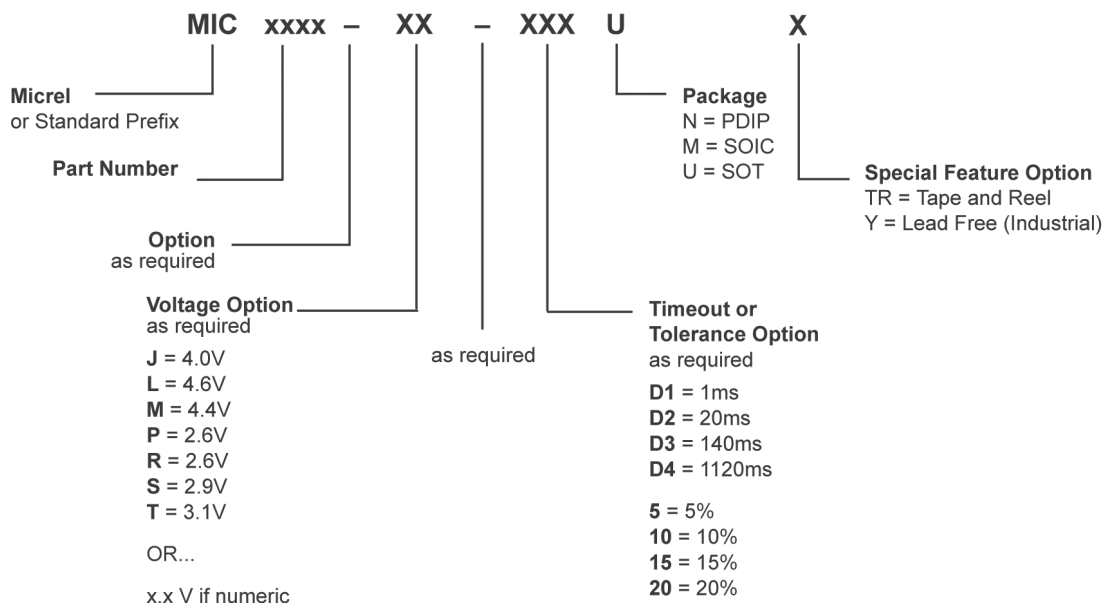 MIC xxxx – XX – XXX U X
Micrel
or Standard Prefix
Part Number
Option
as required
Voltage Option
as required
J = 4.0V
L = 4.6V
M = 4.4V
P = 2.6V
R = 2.6V
S = 2.9V
T = 3.1V
OR...
x.x V if numeric
as required
Package
N = PDIP
M = SOIC
U = SOT
Special Feature Option
TR = Tape and Reel
Y = Lead Free (Industrial)
Timeout or
Tolerance Option
as required
D1 = 1ms
D2 = 20ms
D3 = 140ms
D4 = 1120ms
5 = 5%
10 = 10%
15 = 15%
20 = 20%